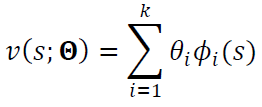 v(s; Θ) = ∑_{i=1}^{k} θ_i ϕ_i(s)